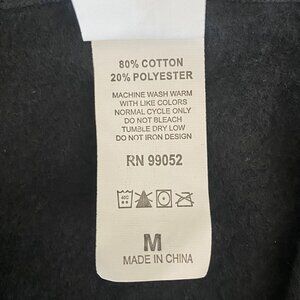 80% COTTON
20% POLYESTER
MACHINE WASH WARM
WITH LIKE COLORS
NORMAL CYCLE ONLY
DO NOT BLEACH
TUMBLE DRY LOW
DO NOT IRON DESIGN
RN 99052
M
MADE IN CHINA